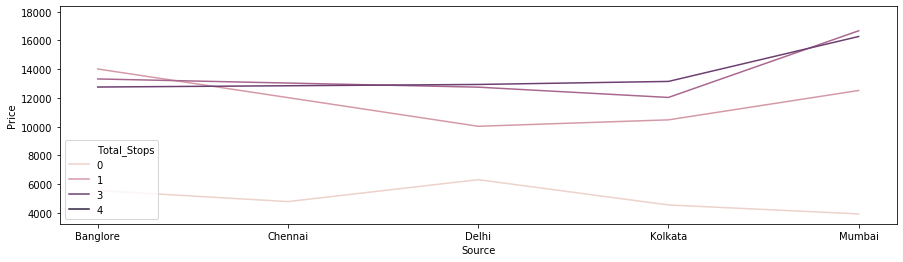 18000
16000
14000
12000
10000
8000
6000
4000
Price
Total_Stops
0
1
3
4
Banglore
Chennai
Delhi
Kolkata
Mumbai
Source